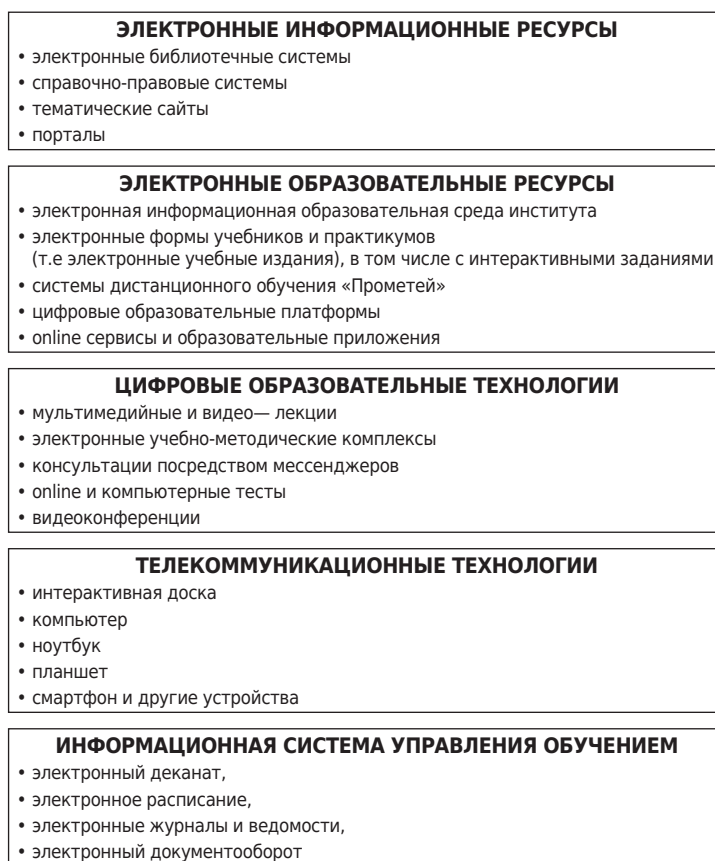 ЭЛЕКТРОННЫЕ ИНФОРМАЦИОННЫЕ РЕСУРСЫ
• электронные библиотечные системы
• справочно-правовые системы
• тематические сайты
• порталы
ЭЛЕКТРОННЫЕ ОБРАЗОВАТЕЛЬНЫЕ РЕСУРСЫ
• электронная информационная образовательная среда института
• электронные формы учебников и практикумов
(т.е электронные учебные издания), в том числе с интерактивными заданиями
• системы дистанционного обучения «Прометей»
• цифровые образовательные платформы
• online сервисы и образовательные приложения
ЦИФРОВЫЕ ОБРАЗОВАТЕЛЬНЫЕ ТЕХНОЛОГИИ
• мультимедийные и видео— лекции
• электронные учебно-методические комплексы
• консультации посредством мессенджеров
• online и компьютерные тесты
• видеоконференции
ТЕЛЕКОММУНИКАЦИОННЫЕ ТЕХНОЛОГИИ
• интерактивная доска
• компьютер
• ноутбук
• планшет
• смартфон и другие устройства
ИНФОРМАЦИОННАЯ СИСТЕМА УПРАВЛЕНИЯ ОБУЧЕНИЕМ
• электронный деканат,
• электронное расписание,
• электронные журналы и ведомости,
• электронный документооборот